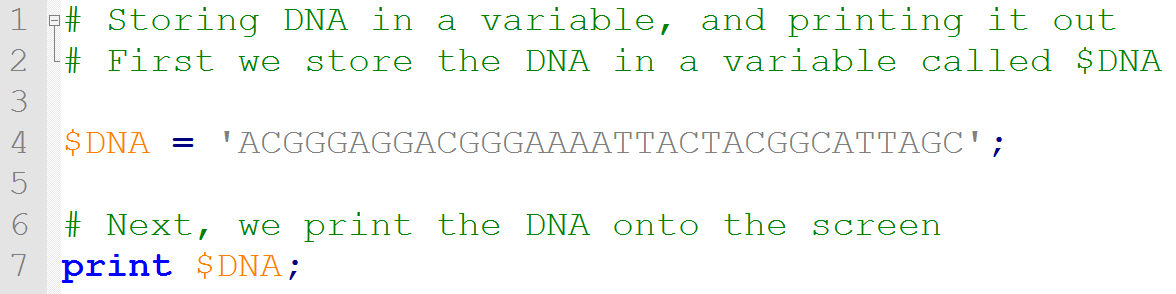 1 # Storing DNA in a variable, and printing it out
2 # First we store the DNA in a variable called $DNA
3
4 $DNA = 'ACGGGAGGACGGGAAAATTACTACGGCATTAGC';
5
6 # Next, we print the DNA onto the screen
7 print $DNA;